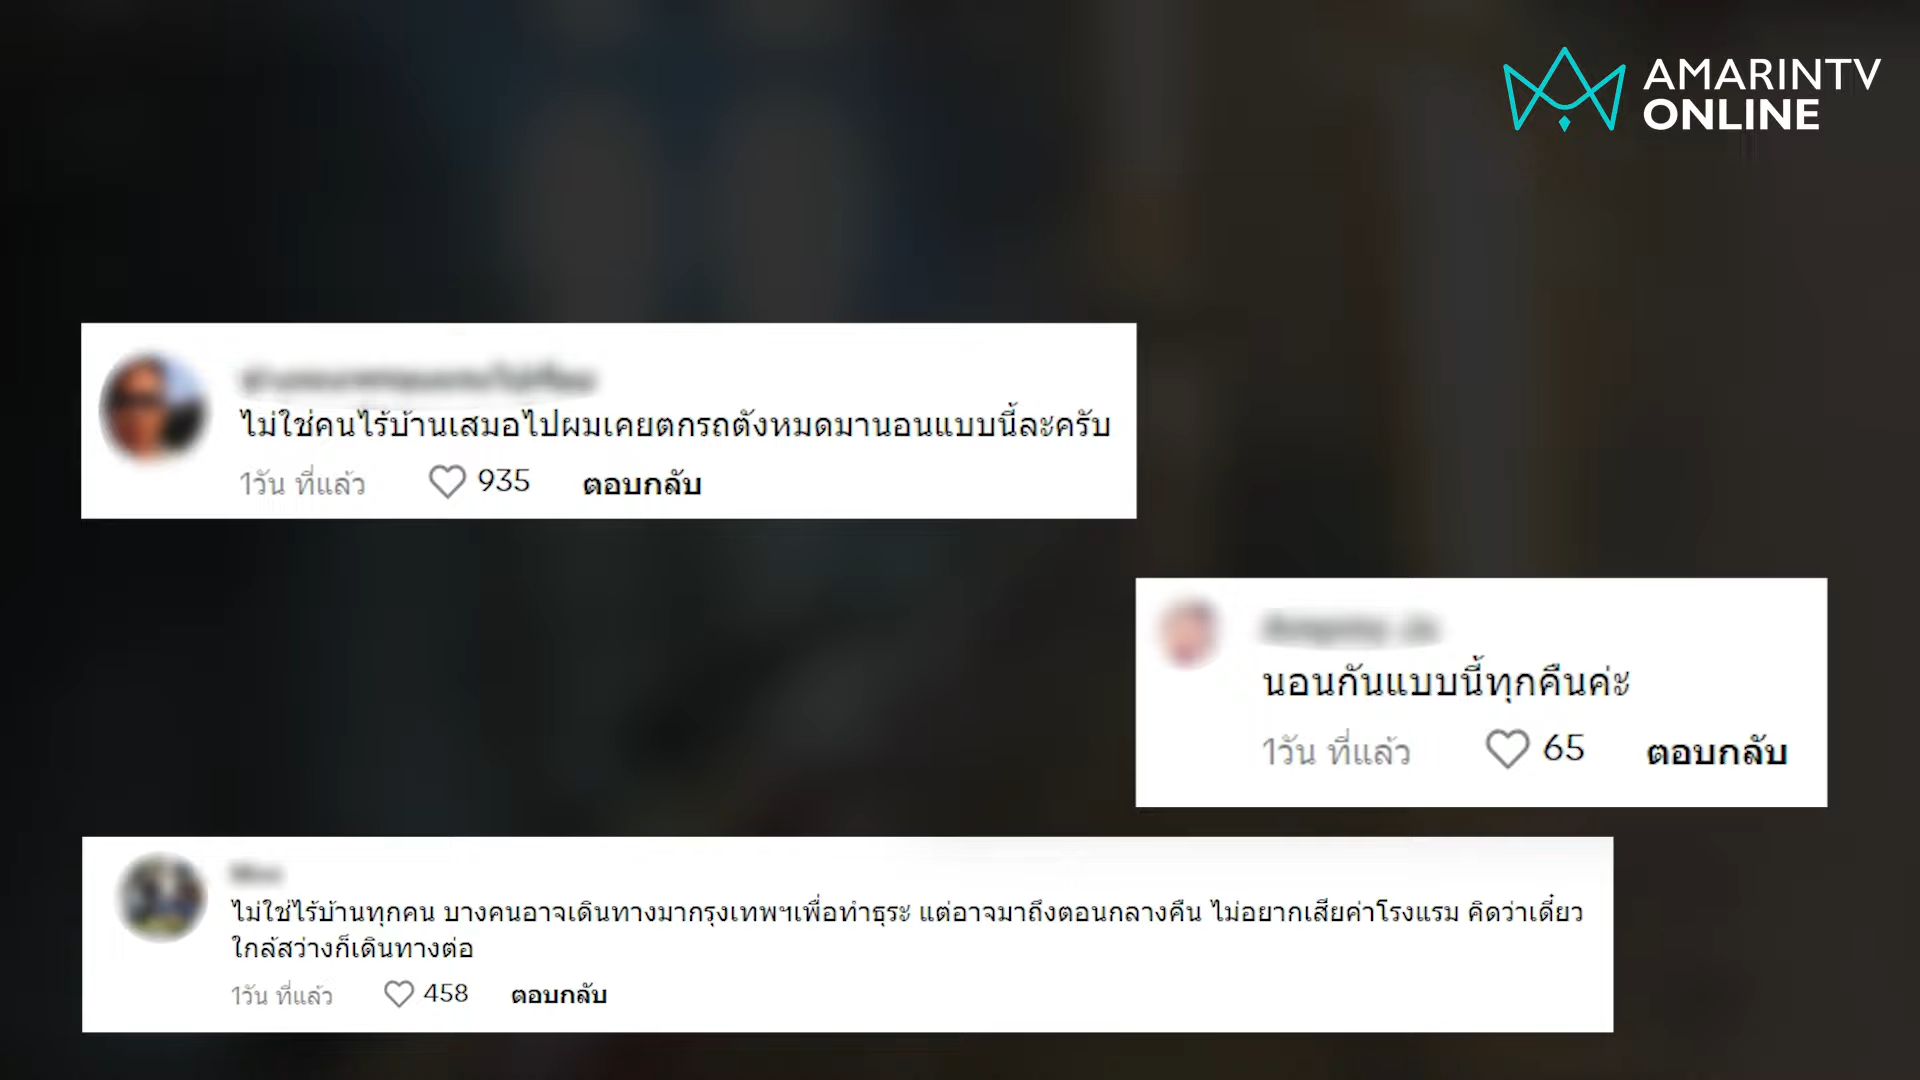 AMARINTV
ONLINE
ไม่ใช่คนไร้บ้านเสมอไปผมเคยตกรถตังหมดมานอนแบบนี้ละครับ
1วัน ที่แล้ว 935 ตอบกลับ
นอนกันแบบนี้ทุกคืนค่ะ
1วัน ที่แล้ว 65 ตอบกลับ
ไม่ใช่ไร้บ้านทุกคน บางคนอาจเดินทางมากรุงเทพฯเพื่อทำธุระ แต่อาจมาถึงตอนกลางคืน ไม่อยากเสียค่าโรงแรม คิดว่าเดี๋ยว
ใกล้สว่างก็เดินทางต่อ
1วัน ที่แล้ว 458 ตอบกลับ